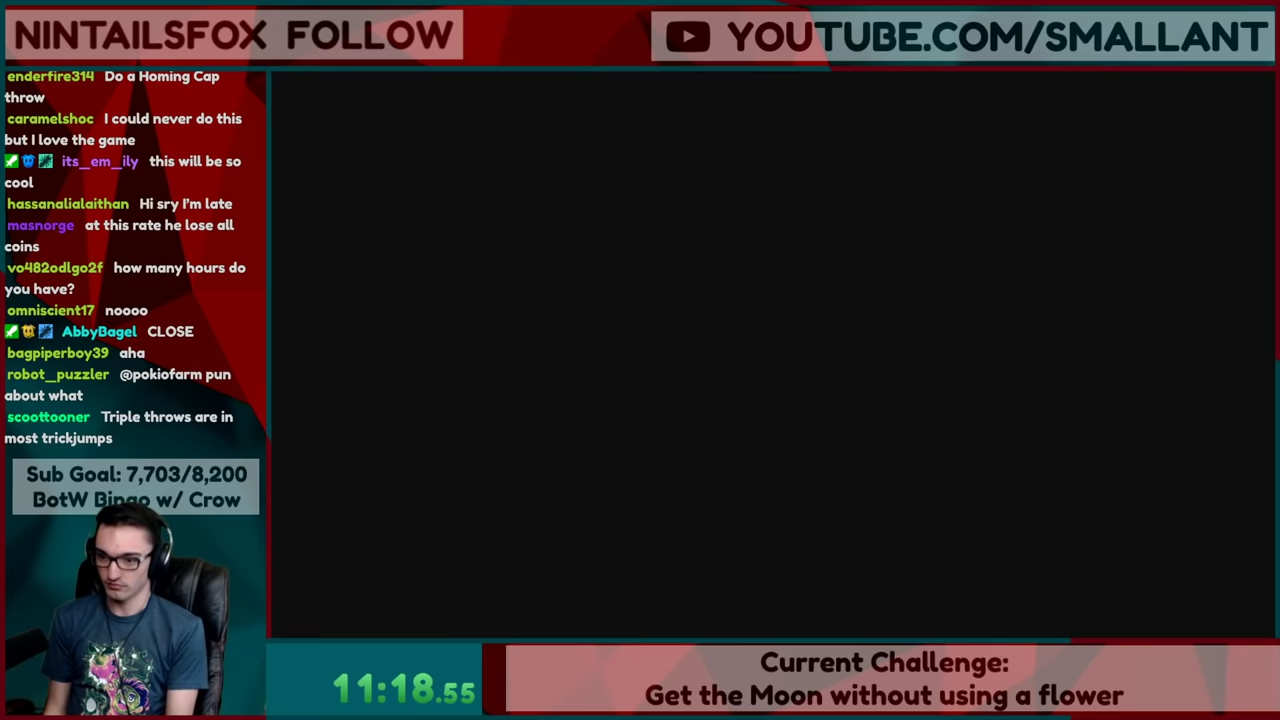 NINTAILSFOX FOLLOW
YOUTUBE.COM/SMALLANT
enderfire314 Do a Homing Cap
throw
caramelshoc I could never do this
but I love the game
its_em_ily this will be so
cool
hassanalialaithan Hi sry I'm late
masnorge at this rate he lose all
coins
vo482odlgo2f how many hours do
you have?
omniscient17 noooo
AbbyBagel CLOSE
bagpiperboy39 aha
robot_puzzler @pokiofarm pun
about what
scoottooner Triple throws are in
most trickjumps
Sub Goal: 7,703/8,200
BotW Bingo w/ Crow
11:18.55
Current Challenge:
Get the Moon without using a flower